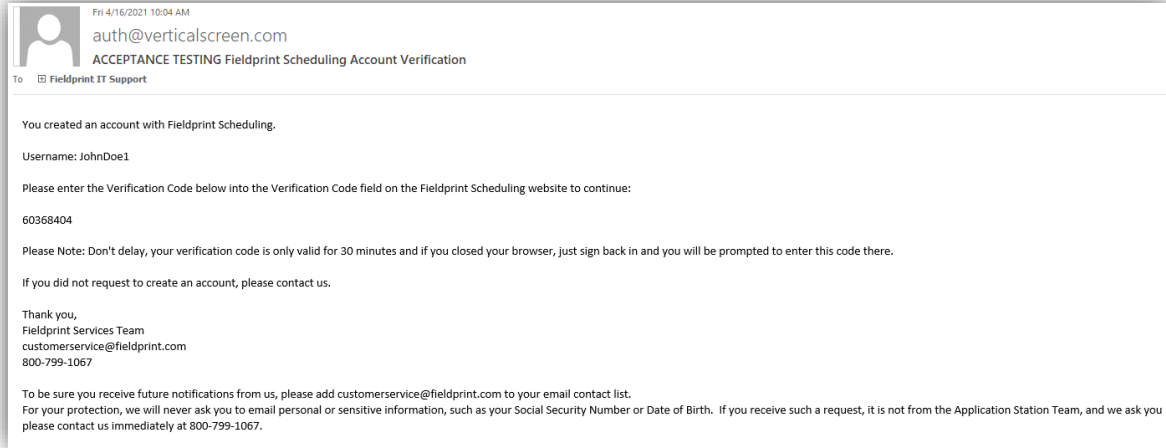 Fri 4/16/2021 10:04 AM
auth@verticalscreen.com
ACCEPTANCE TESTING Fieldprint Scheduling Account Verification
To Fieldprint IT Support
You created an account with Fieldprint Scheduling.
Username: JohnDoe1
Please enter the Verification Code below into the Verification Code field on the Fieldprint Scheduling website to continue:
60368404
Please Note: Don't delay, your verification code is only valid for 30 minutes and if you closed your browser, just sign back in and you will be prompted to enter this code there.
If you did not request to create an account, please contact us.
Thank you,
Fieldprint Services Team
customerservice@fieldprint.com
800-799-1067
To be sure you receive future notifications from us, please add customerservice@fieldprint.com to your email contact list.
For your protection, we will never ask you to email personal or sensitive information, such as your Social Security Number or Date of Birth.  If you receive such a request, it is not from the Application Station Team, and we ask you
please contact us immediately at 800-799-1067.